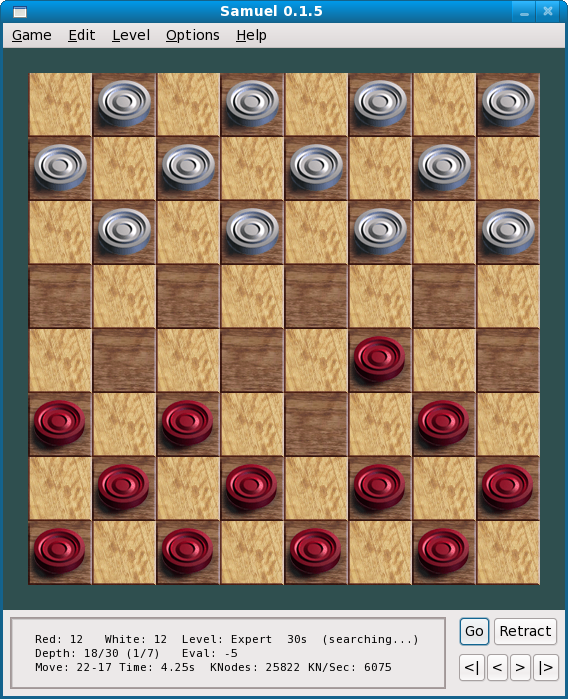 Samuel 0.1.5
Game Edit Level Options Help
Red: 12 White: 12 Level: Expert 30s (searching...)
Depth: 18/30 (1/7) Eval: -5
Move: 22-17 Time: 4.25s KNodes: 25822 KN/Sec: 6075
Go Retract
<| < > |>